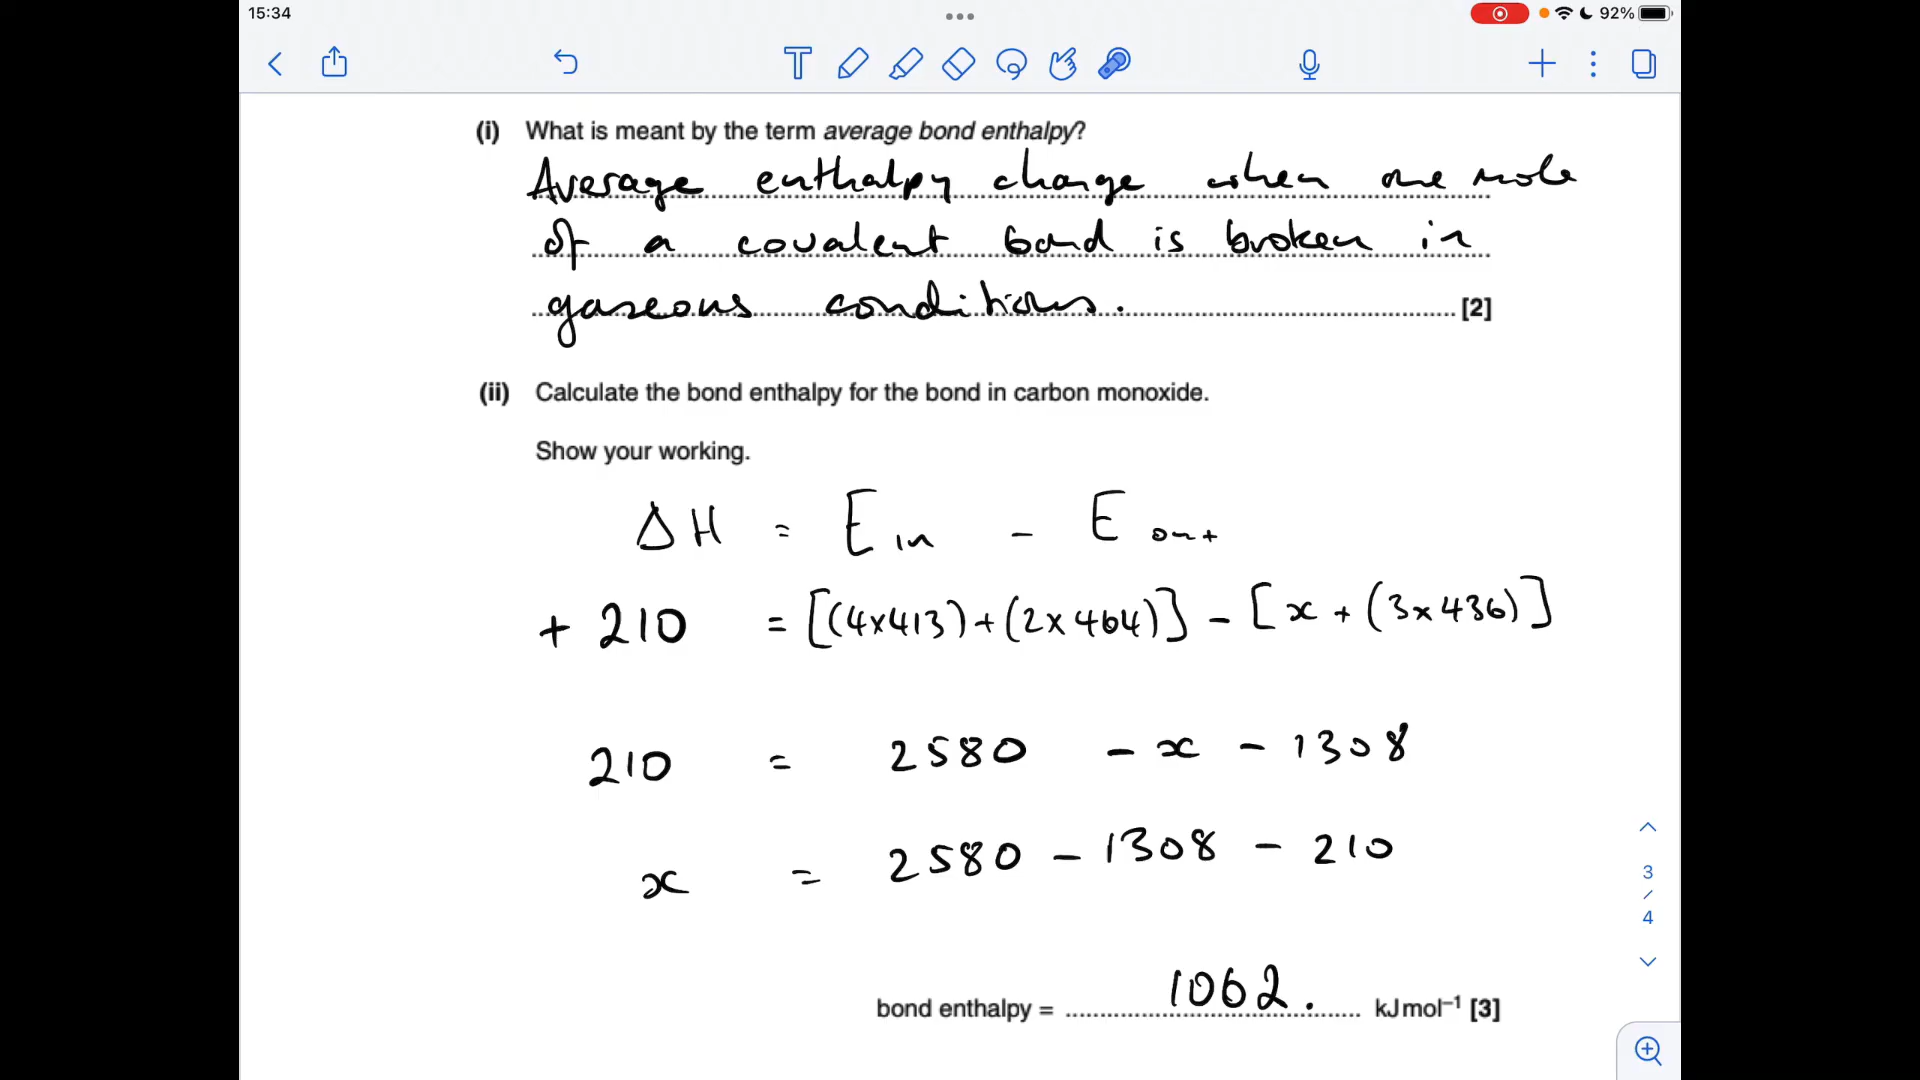 15:34
92%
T
(i) What is meant by the term average bond enthalpy?
Average enthalpy change when one mole
of a covalent bond is broken in
gaseous conditions. [2]
(ii) Calculate the bond enthalpy for the bond in carbon monoxide.
Show your working.
ΔH = E in - E out
+ 210 = [(4x413)+(2x464)] - [x + (3x436)]
210 = 2580 - x - 1308
x = 2580 - 1308 - 210
3
/
4
bond enthalpy = 1062. kJ mol⁻¹ [3]